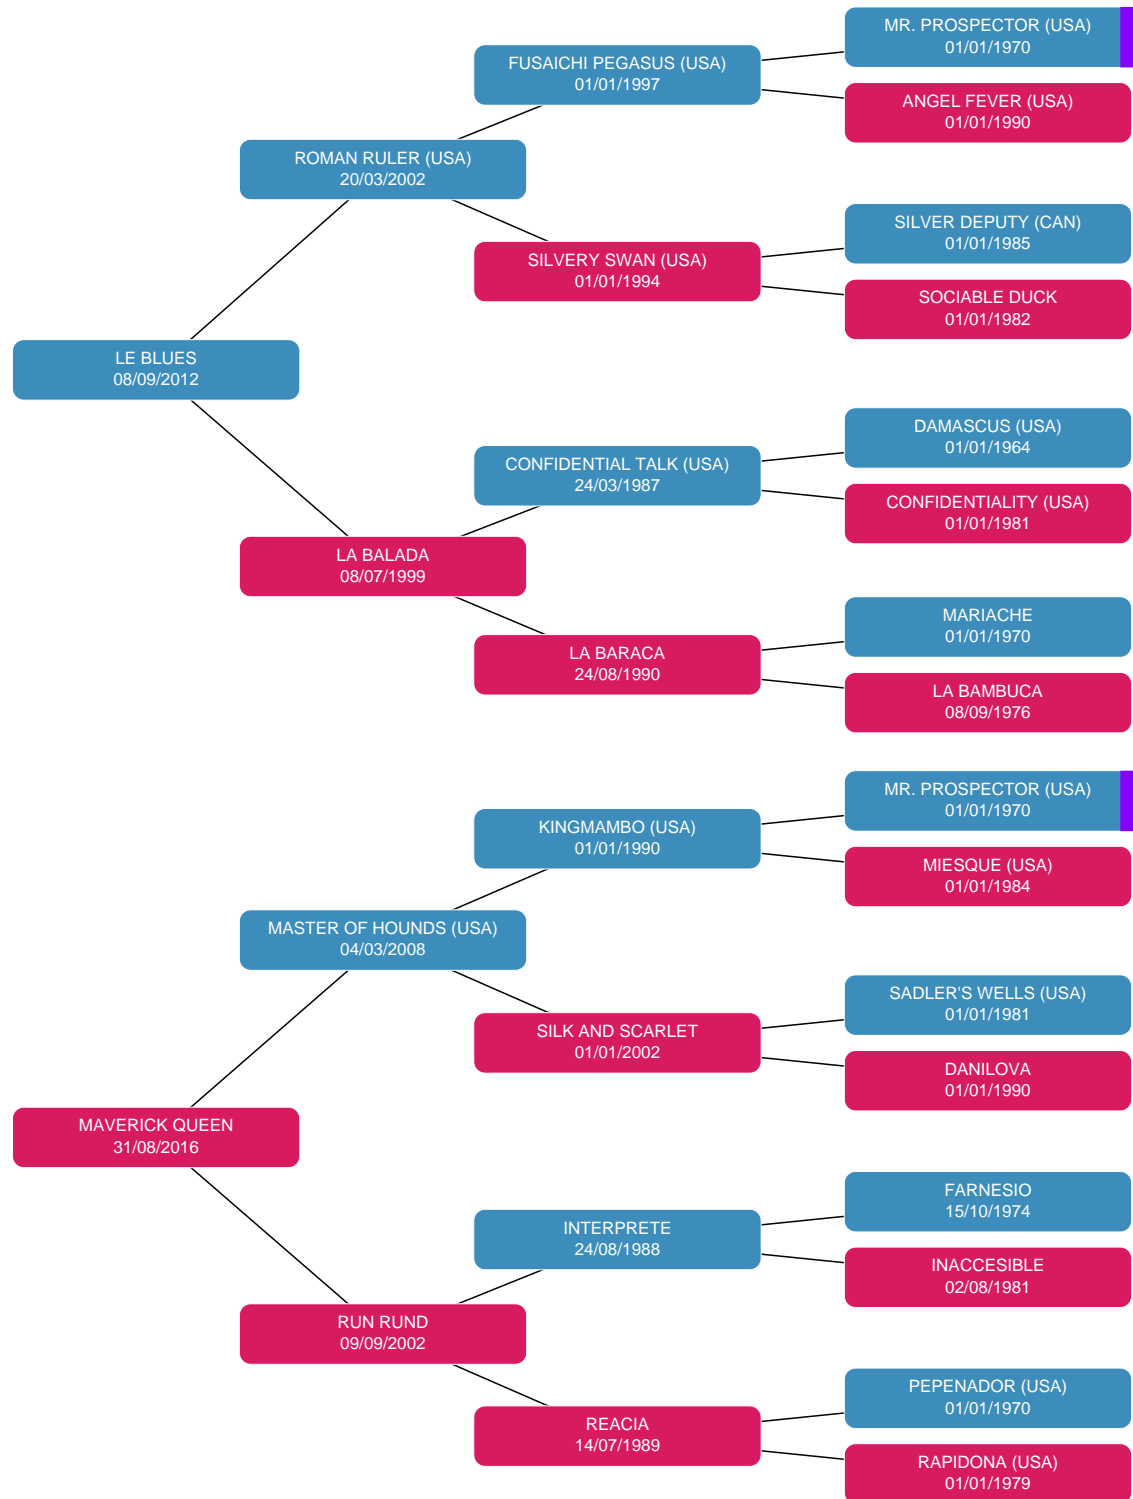 MR. PROSPECTOR (USA)
01/01/1970
FUSAICHI PEGASUS (USA)
01/01/1997
ANGEL FEVER (USA)
01/01/1990
ROMAN RULER (USA)
20/03/2002
SILVER DEPUTY (CAN)
01/01/1985
SILVERY SWAN (USA)
01/01/1994
SOCIABLE DUCK
01/01/1982
LE BLUES
08/09/2012
DAMASCUS (USA)
01/01/1964
CONFIDENTIAL TALK (USA)
24/03/1987
CONFIDENTIALITY (USA)
01/01/1981
LA BALADA
08/07/1999
MARIACHE
01/01/1970
LA BARACA
24/08/1990
LA BAMBUCA
08/09/1976
MR. PROSPECTOR (USA)
01/01/1970
KINGMAMBO (USA)
01/01/1990
MIESQUE (USA)
01/01/1984
MASTER OF HOUNDS (USA)
04/03/2008
SADLER'S WELLS (USA)
01/01/1981
SILK AND SCARLET
01/01/2002
DANILOVA
01/01/1990
MAVERICK QUEEN
31/08/2016
FARNESIO
15/10/1974
INTERPRETE
24/08/1988
INACCESIBLE
02/08/1981
RUN RUND
09/09/2002
PEPENADOR (USA)
01/01/1970
REACIA
14/07/1989
RAPIDONA (USA)
01/01/1979